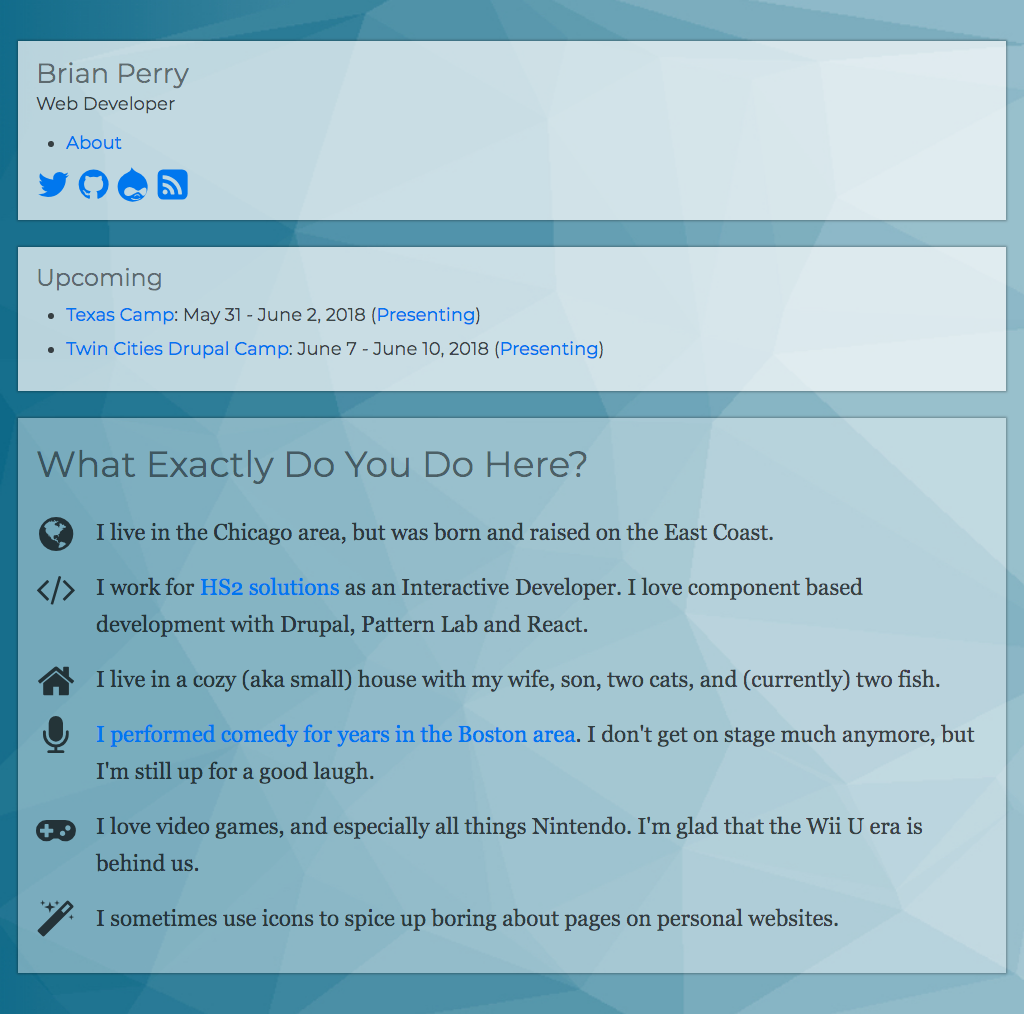 Brian Perry
Web Developer
About
Upcoming
Texas Camp: May 31 - June 2, 2018 (Presenting)
Twin Cities Drupal Camp: June 7 - June 10, 2018 (Presenting)
What Exactly Do You Do Here?
I live in the Chicago area, but was born and raised on the East Coast.
I work for HS2 solutions as an Interactive Developer. I love component based
development with Drupal, Pattern Lab and React.
I live in a cozy (aka small) house with my wife, son, two cats, and (currently) two fish.
I performed comedy for years in the Boston area. I don't get on stage much anymore, but
I'm still up for a good laugh.
I love video games, and especially all things Nintendo. I'm glad that the Wii U era is
behind us.
I sometimes use icons to spice up boring about pages on personal websites.